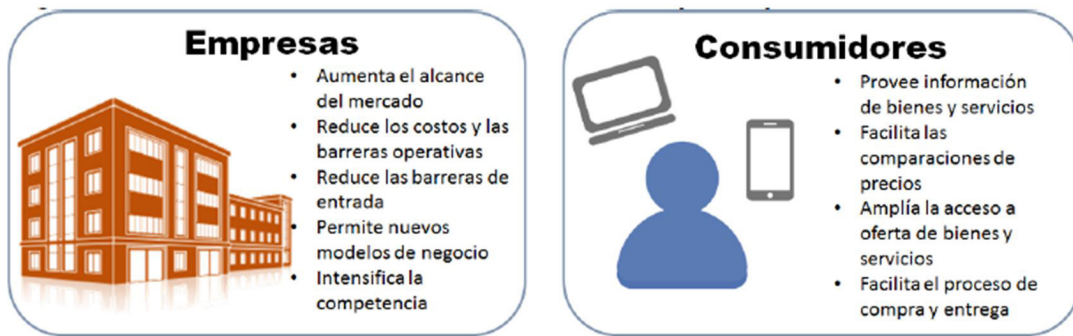 Empresas
• Aumenta el alcance
del mercado
• Reduce los costos y las
barreras operativas
• Reduce las barreras de
entrada
• Permite nuevos
modelos de negocio
• Intensifica la
competencia
Consumidores
• Provee información
de bienes y servicios
• Facilita las
comparaciones de
precios
• Amplía la acceso a
oferta de bienes y
servicios
• Facilita el proceso de
compra y entrega